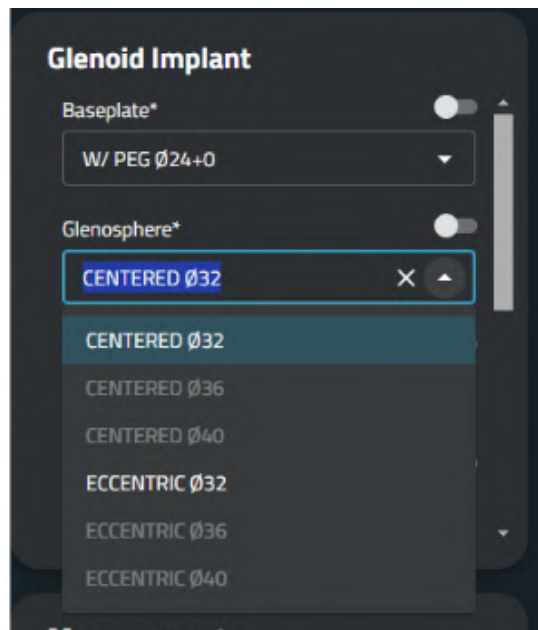 Glenoid Implant
Baseplate*
W/ PEG Ø24+0
Glenosphere*
CENTERED Ø32
CENTERED Ø32
CENTERED Ø36
CENTERED Ø40
ECCENTRIC Ø32
ECCENTRIC Ø36
ECCENTRIC Ø40